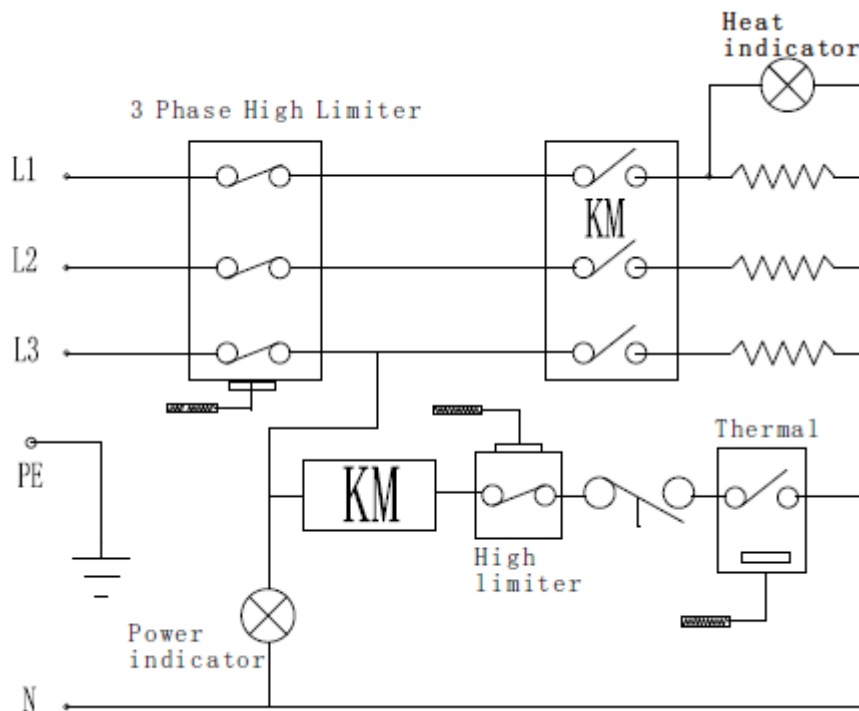 Heat
indicator
3 Phase High Limiter
L1
KM
L2
L3
Thermal
PE
KM
High
limiter
Power
indicator
N